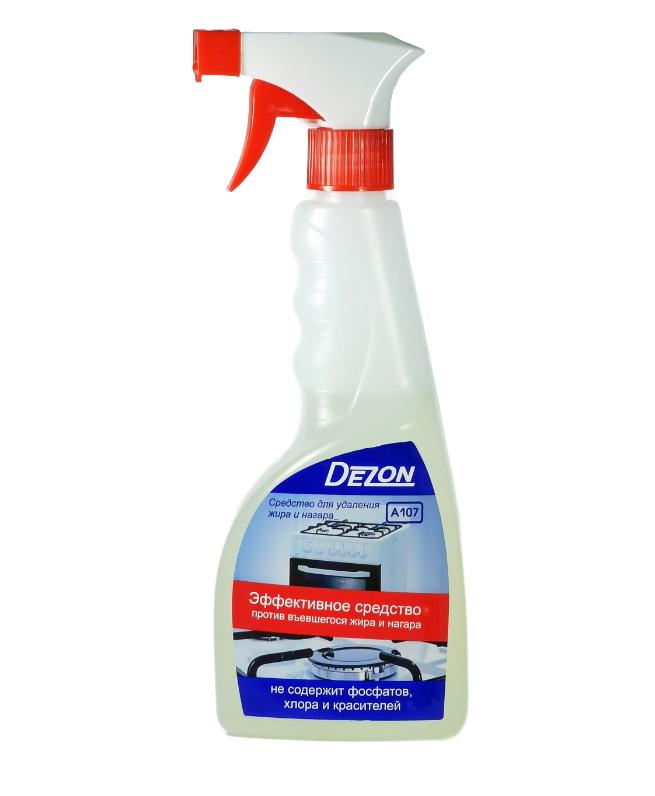 DEZON
Средство для удаления
жира и нагара
A107
Эффективное средство
против въевшегося жира и нагара
не содержит фосфатов,
хлора и красителей